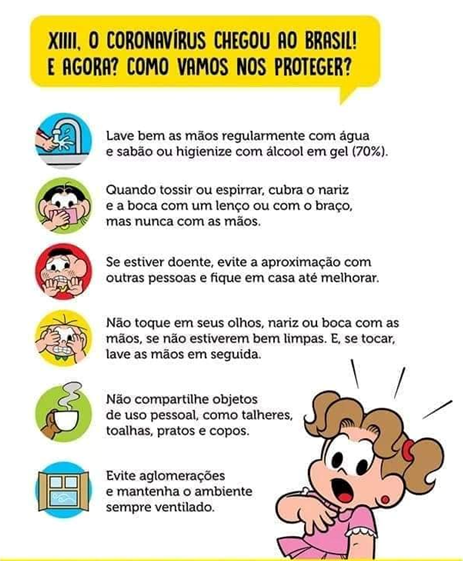 XIIII, O CORONAVÍRUS CHEGOU AO BRASIL!
E AGORA? COMO VAMOS NOS PROTEGER?
Lave bem as mãos regularmente com água
e sabão ou higienize com álcool em gel (70%).
Quando tossir ou espirrar, cubra o nariz
e a boca com um lenço ou com o braço,
mas nunca com as mãos.
Se estiver doente, evite a aproximação com
outras pessoas e fique em casa até melhorar.
Não toque em seus olhos, nariz ou boca com as
mãos, se não estiverem bem limpas. E, se tocar,
lave as mãos em seguida.
Não compartilhe objetos
de uso pessoal, como talheres,
toalhas, pratos e copos.
Evite aglomerações
e mantenha o ambiente
sempre ventilado.